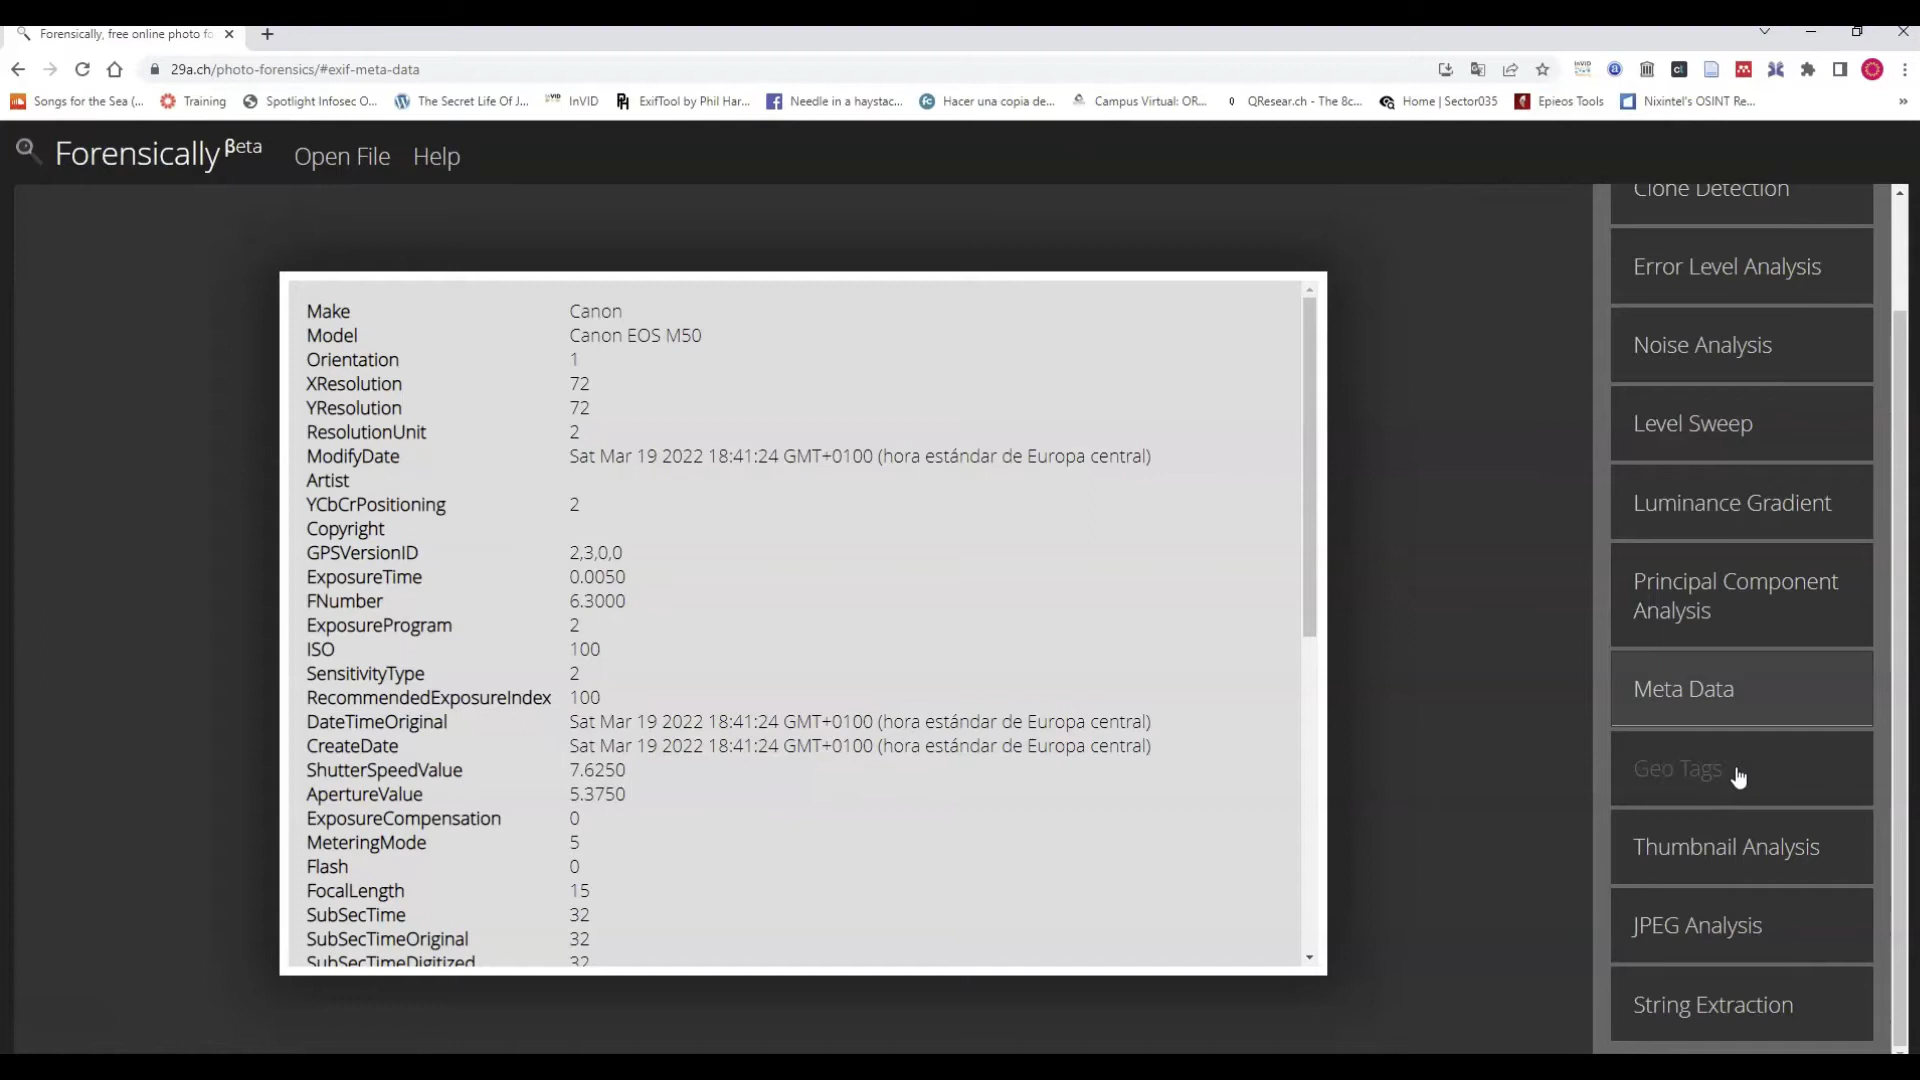 Forensically, free online photo fo
29a.ch/photo-forensics/#exif-meta-data
Songs for the Sea (...
Training
Spotlight Infosec O...
The Secret Life Of J...
InVID
ExifTool by Phil Har...
Needle in a haystac...
Hacer una copia de...
Campus Virtual: OR...
QResear.ch - The 8c...
Home | Sector035
Epieos Tools
Nixintel's OSINT Re...
Forensically βeta
Open File
Help
Make Canon
Model Canon EOS M50
Orientation 1
XResolution 72
YResolution 72
ResolutionUnit 2
ModifyDate Sat Mar 19 2022 18:41:24 GMT+0100 (hora estándar de Europa central)
Artist
YCbCrPositioning 2
Copyright
GPSVersionID 2,3,0,0
ExposureTime 0.0050
FNumber 6.3000
ExposureProgram 2
ISO 100
SensitivityType 2
RecommendedExposureIndex 100
DateTimeOriginal Sat Mar 19 2022 18:41:24 GMT+0100 (hora estándar de Europa central)
CreateDate Sat Mar 19 2022 18:41:24 GMT+0100 (hora estándar de Europa central)
ShutterSpeedValue 7.6250
ApertureValue 5.3750
ExposureCompensation 0
MeteringMode 5
Flash 0
FocalLength 15
SubSecTime 32
SubSecTimeOriginal 32
SubSecTimeDigitized 32
Clone Detection
Error Level Analysis
Noise Analysis
Level Sweep
Luminance Gradient
Principal Component
Analysis
Meta Data
Geo Tags
Thumbnail Analysis
JPEG Analysis
String Extraction